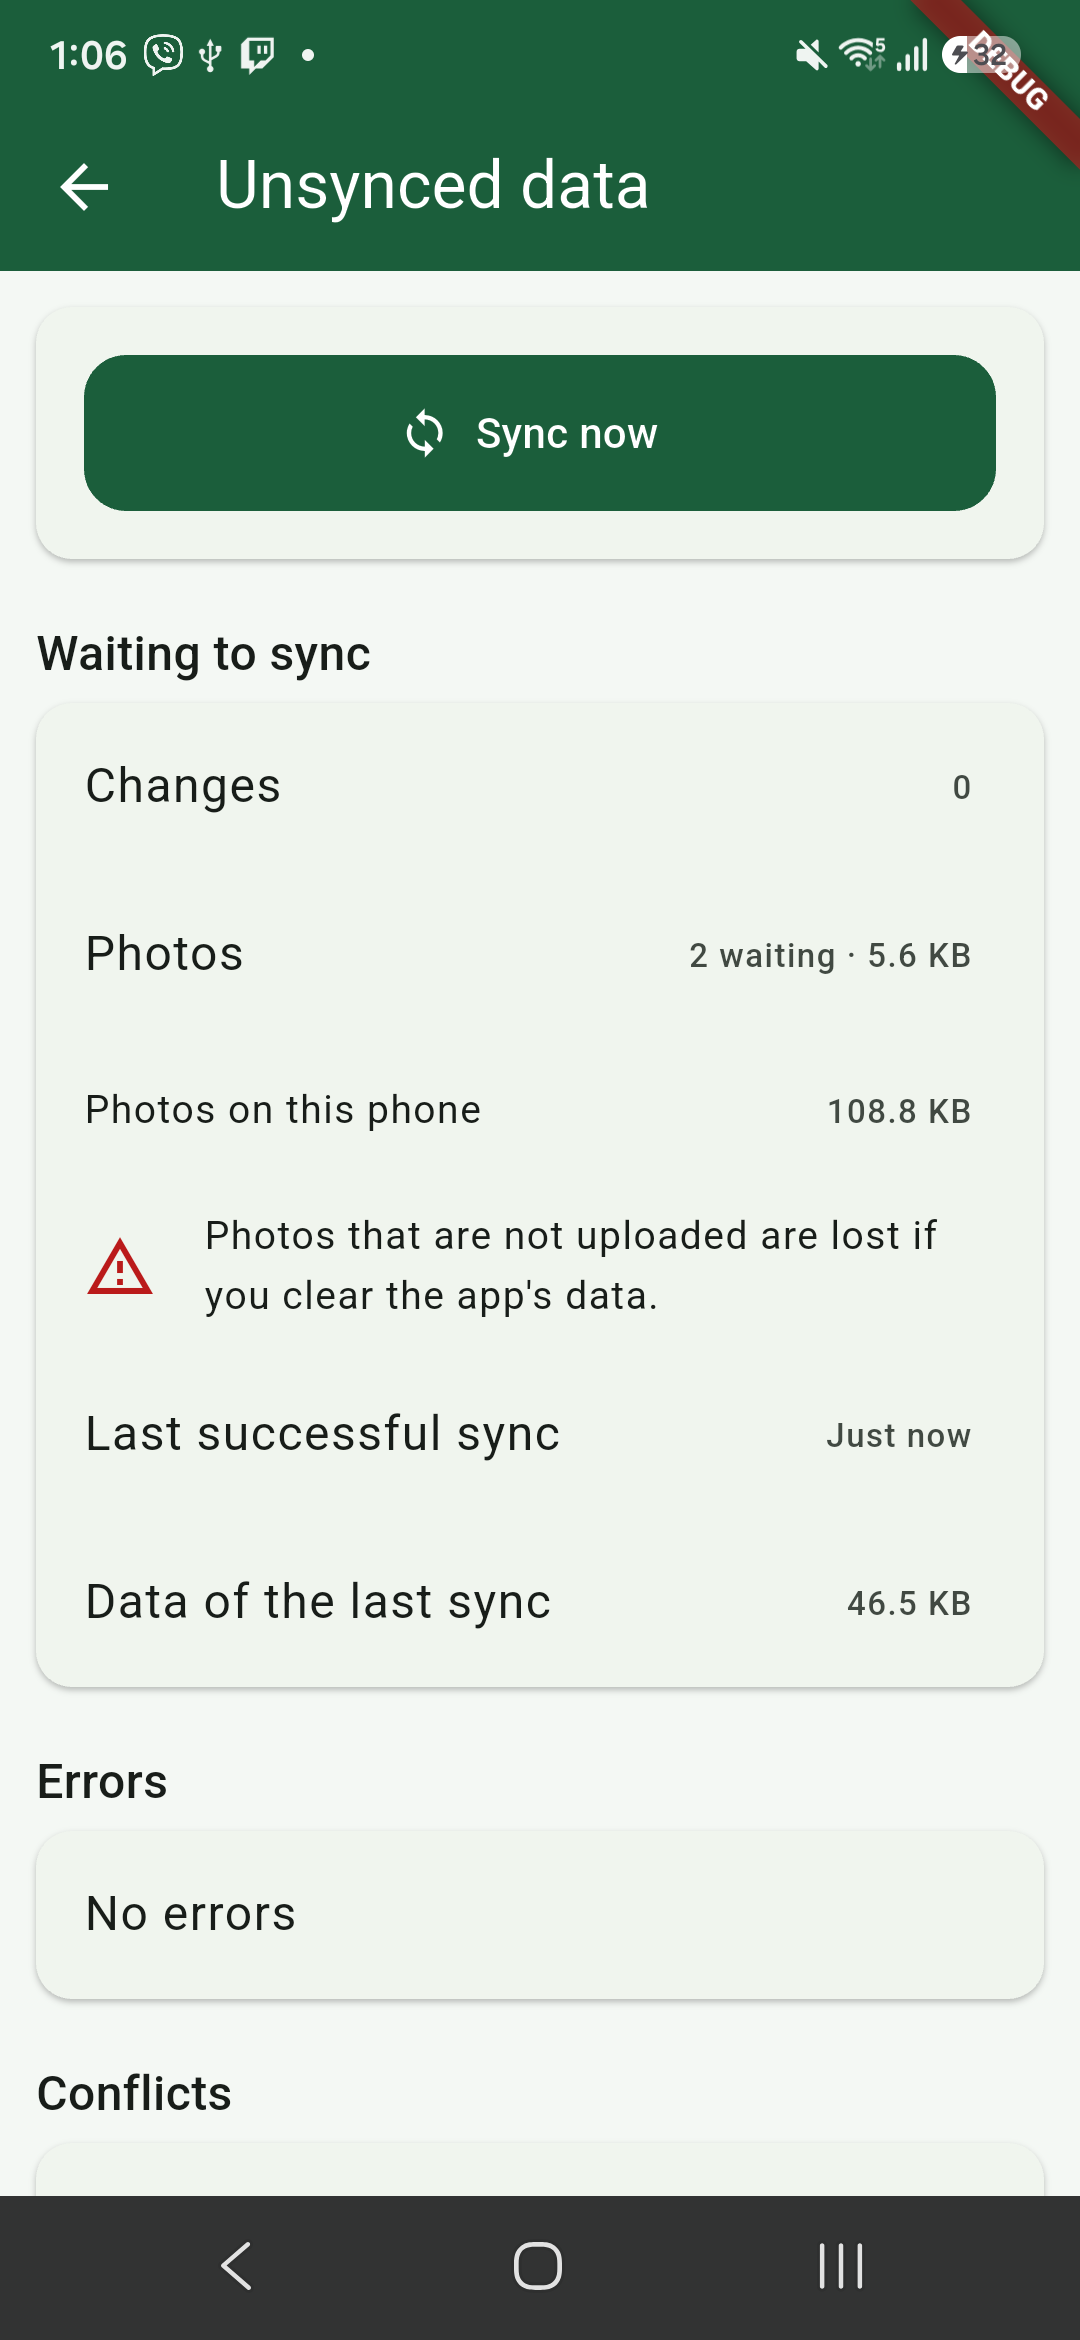 1:06
5
32
DEBUG
Unsynced data
Sync now
Waiting to sync
Changes
0
Photos
2 waiting · 5.6 KB
Photos on this phone
108.8 KB
Photos that are not uploaded are lost if
you clear the app's data.
Last successful sync
Just now
Data of the last sync
46.5 KB
Errors
No errors
Conflicts